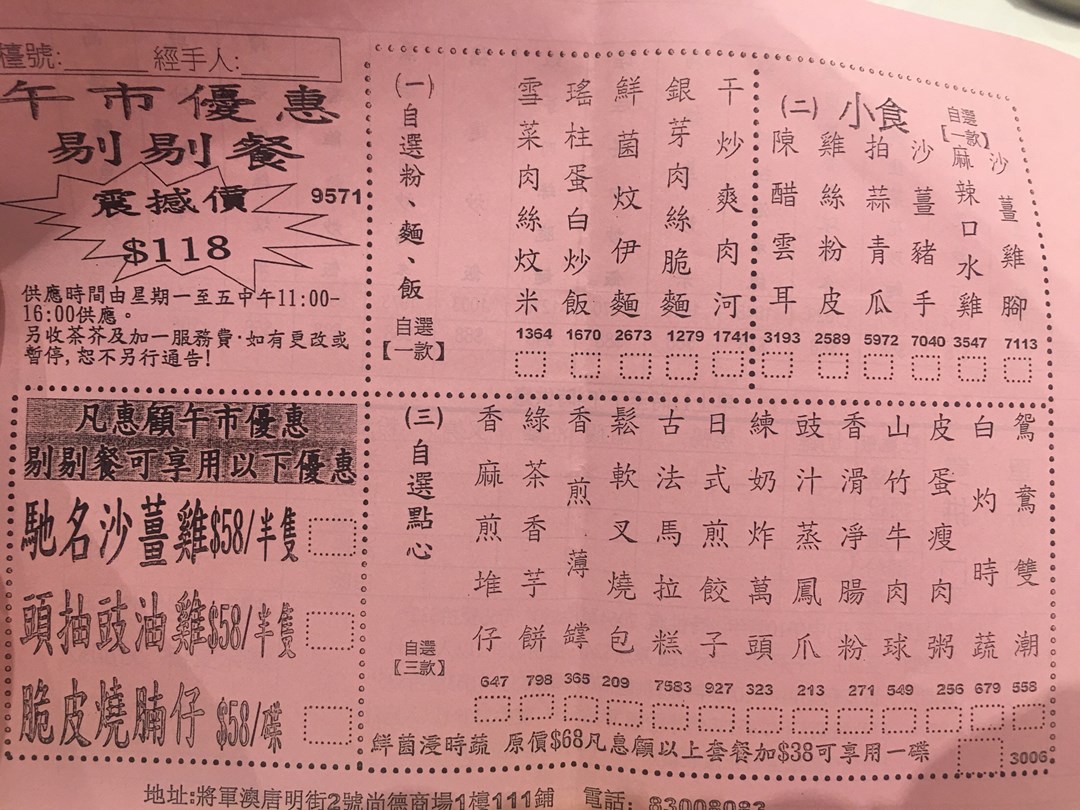 檯號:______ 經手人:______
午市優惠
剔剔餐
震撼價
$118
9571
供應時間由星期一至五中午11:00-
16:00供應。
另收茶芥及加一服務費·如有更改或
暫停, 恕不另行通告!
凡惠顧午市優惠
剔剔餐可享用以下優惠
馳名沙薑雞$58/半隻
頭抽豉油雞$58/半隻
脆皮燒腩仔 $58/碟
(一)自選粉、麵、飯
自選
【一款】
雪菜肉絲炆米
1364
瑤柱蛋白炒飯
1670
鮮菌炆伊麵
2673
銀芽肉絲脆麵
1279
干炒爽肉河
1741
(二)小食
自選
【一款】
陳醋雲耳
3193
雞絲粉皮
2589
拍蒜青瓜
5972
沙薑豬手
7040
麻辣口水雞
3547
沙薑雞腳
7113
(三)自選點心
自選
【三款】
香麻煎堆仔
647
綠茶香芋餅
798
香煎薄罉
365
鬆軟叉燒包
209
古法馬拉糕
7583
日式煎餃子
927
練奶炸萬頭
323
豉汁蒸鳳爪
213
香滑淨腸粉
271
山竹牛肉球
549
皮蛋瘦肉粥
256
白灼時蔬
679
鴛鴦雙潮
558
鮮菌浸時蔬 原價$68凡惠顧以上套餐加$38可享用一碟
3006
地址:將軍澳唐明街2號尚德商場1樓111鋪 電話: 83008083